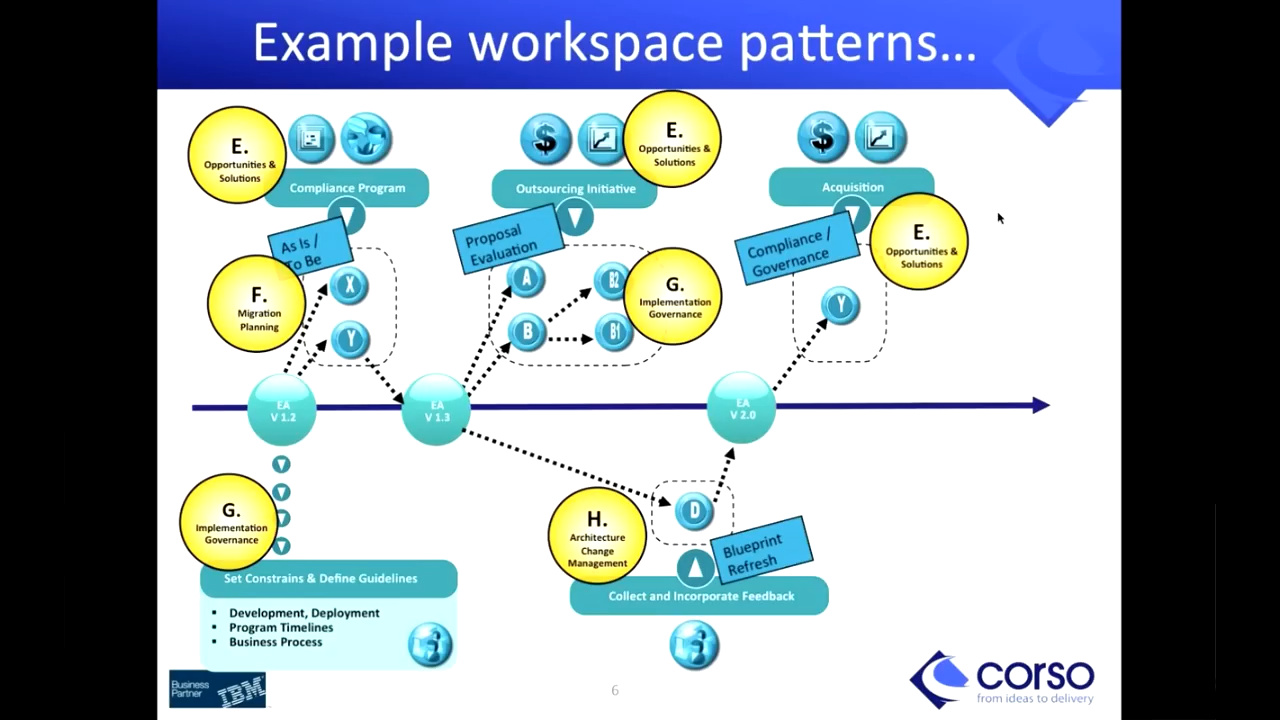 Example workspace patterns...
E.
Opportunities &
Solutions
Compliance Program
As Is /
To Be
F.
Migration
Planning
X
Y
E.
Opportunities &
Solutions
$
Outsourcing Initiative
Proposal
Evaluation
A
B
B2
B1
G.
Implementation
Governance
$
Acquisition
Compliance /
Governance
E.
Opportunities &
Solutions
Y
EA
V 1.2
EA
V 1.3
EA
V 2.0
G.
Implementation
Governance
Set Constrains & Define Guidelines
▪ Development, Deployment
▪ Program Timelines
▪ Business Process
H.
Architecture
Change
Management
D
Blueprint
Refresh
Collect and Incorporate Feedback
Business
Partner
IBM
6
corso
from ideas to delivery